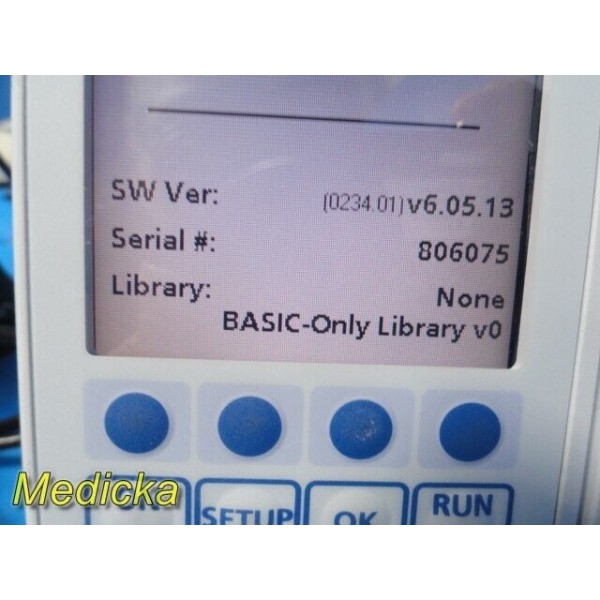 SW Ver: (0234.01) v6.05.13
Serial #: 806075
Library: None
BASIC-Only Library v0
Medicka
SETUP OK RUN